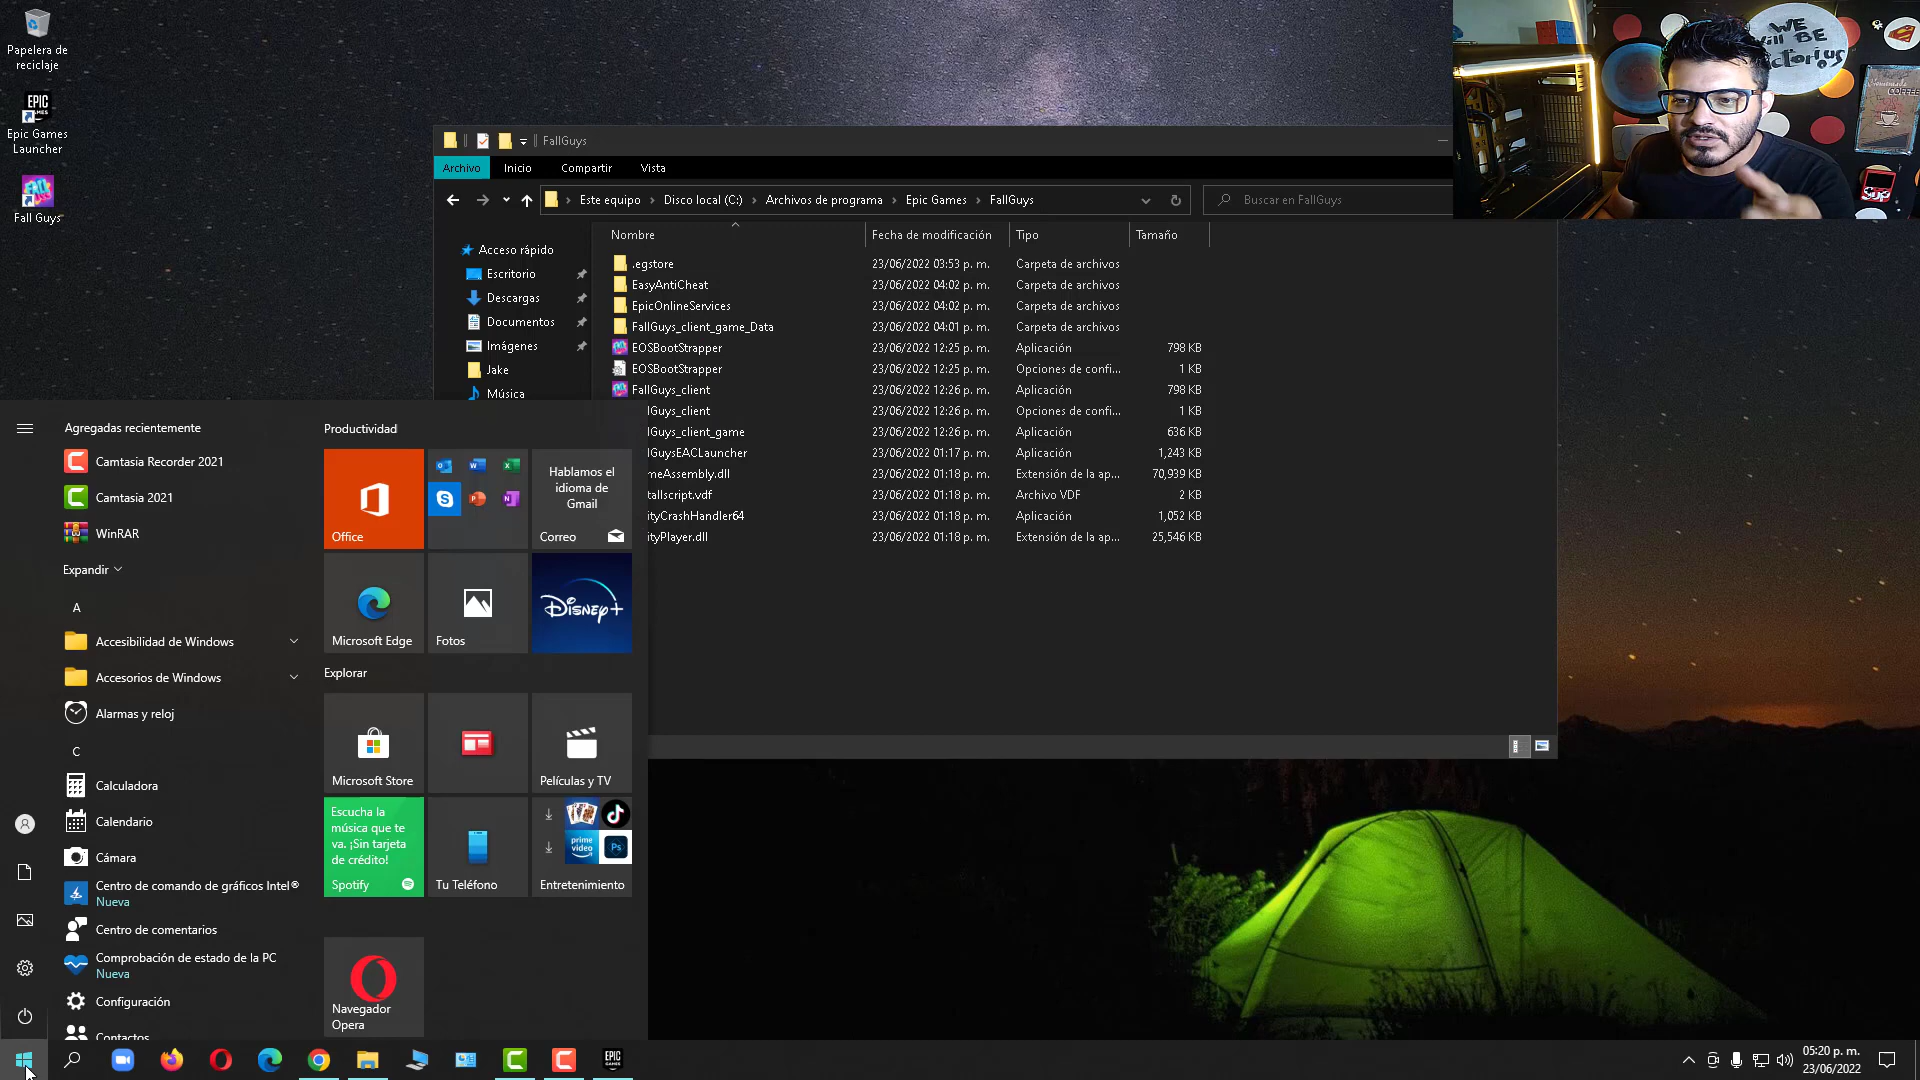 Papelera de
reciclaje
EPIC
GAMES
Epic Games
Launcher
FALL
GUYS
Fall Guys
FallGuys
Archivo Inicio Compartir Vista
Este equipo Disco local (C:) Archivos de programa Epic Games FallGuys
Buscar en FallGuys
Nombre Fecha de modificación Tipo Tamaño
Acceso rápido
Escritorio
Descargas
Documentos
Imágenes
Jake
Música
.egstore 23/06/2022 03:53 p. m. Carpeta de archivos
EasyAntiCheat 23/06/2022 04:02 p. m. Carpeta de archivos
EpicOnlineServices 23/06/2022 04:02 p. m. Carpeta de archivos
FallGuys_client_game_Data 23/06/2022 04:01 p. m. Carpeta de archivos
EOSBootStrapper 23/06/2022 12:25 p. m. Aplicación 798 KB
EOSBootStrapper 23/06/2022 12:25 p. m. Opciones de confi... 1 KB
FallGuys_client 23/06/2022 12:26 p. m. Aplicación 798 KB
lGuys_client 23/06/2022 12:26 p. m. Opciones de confi... 1 KB
lGuys_client_game 23/06/2022 12:26 p. m. Aplicación 636 KB
lGuysEACLauncher 23/06/2022 01:17 p. m. Aplicación 1,243 KB
meAssembly.dll 23/06/2022 01:18 p. m. Extensión de la ap... 70,939 KB
tallscript.vdf 23/06/2022 01:18 p. m. Archivo VDF 2 KB
ityCrashHandler64 23/06/2022 01:18 p. m. Aplicación 1,052 KB
ityPlayer.dll 23/06/2022 01:18 p. m. Extensión de la ap... 25,546 KB
WE
Will BE
Victorius
COFFEE
Agregadas recientemente
Camtasia Recorder 2021
Camtasia 2021
WinRAR
Expandir
A
Accesibilidad de Windows
Accesorios de Windows
Alarmas y reloj
C
Calculadora
Calendario
Cámara
Centro de comando de gráficos Intel®
Nueva
Centro de comentarios
Comprobación de estado de la PC
Nueva
Configuración
Contactos
Productividad
Office
Hablamos el
idioma de
Gmail
Correo
Microsoft Edge
Fotos
Disney+
Explorar
Microsoft Store
Películas y TV
Escucha la
música que te
va. ¡Sin tarjeta
de crédito!
Spotify
Tu Teléfono
prime
video
Ps
Entretenimiento
Navegador
Opera
EPIC
GAMES
05:20 p. m.
23/06/2022